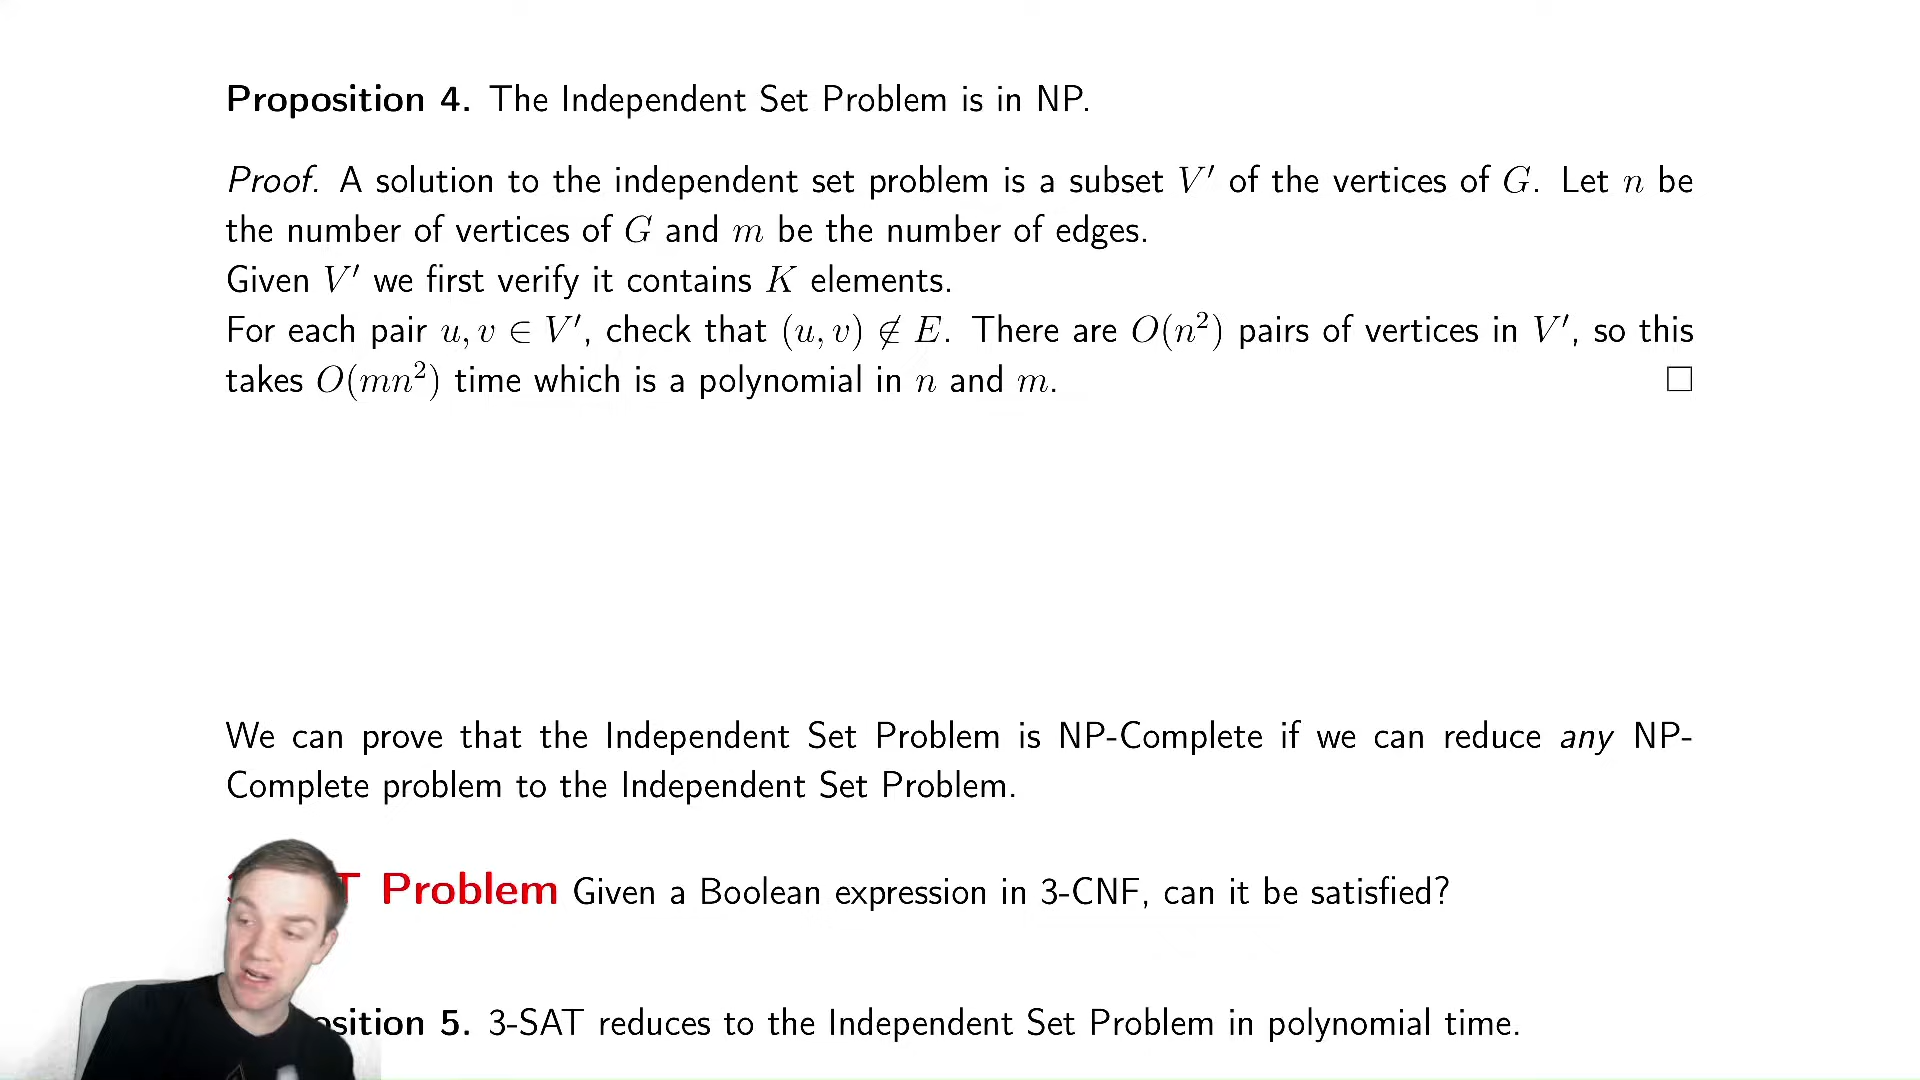 Proposition 4. The Independent Set Problem is in NP.
Proof. A solution to the independent set problem is a subset V′ of the vertices of G. Let n be
the number of vertices of G and m be the number of edges.
Given V′ we first verify it contains K elements.
For each pair u, v ∈ V′, check that (u, v) ∉ E. There are O(n²) pairs of vertices in V′, so this
takes O(mn²) time which is a polynomial in n and m. □
We can prove that the Independent Set Problem is NP-Complete if we can reduce any NP-
Complete problem to the Independent Set Problem.
Problem Given a Boolean expression in 3-CNF, can it be satisfied?
osition 5. 3-SAT reduces to the Independent Set Problem in polynomial time.